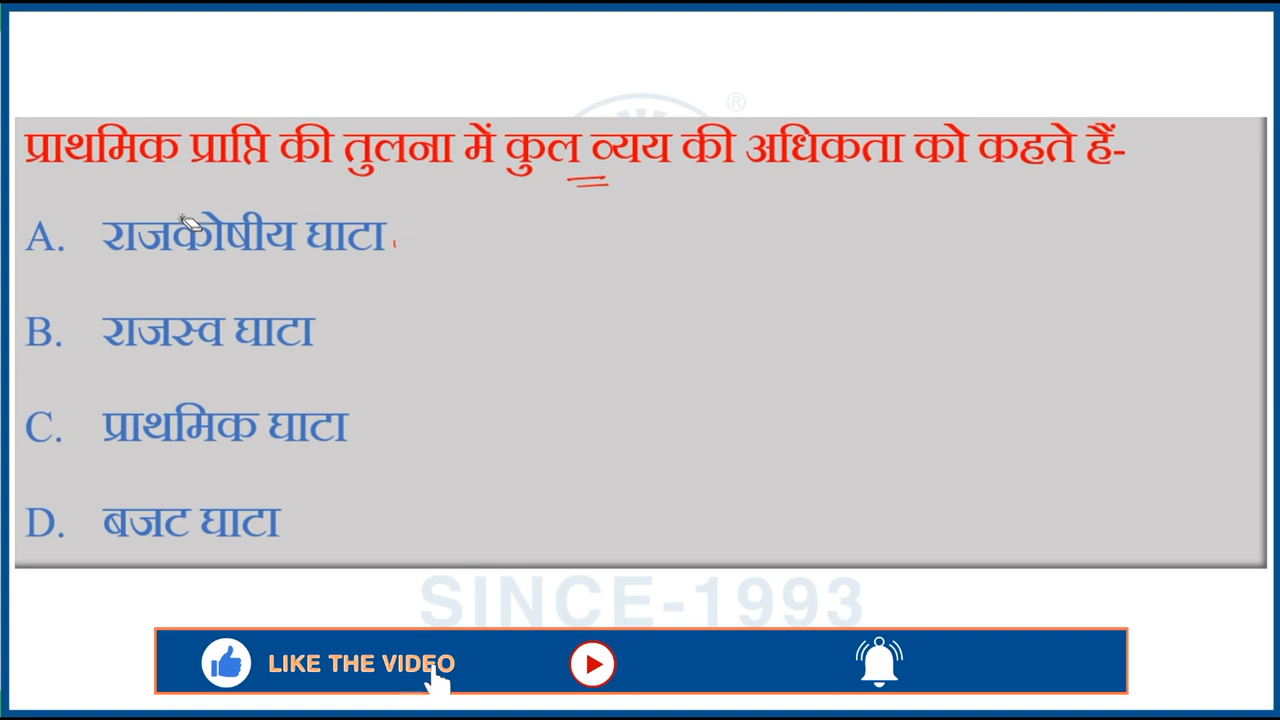 ®
प्राथमिक प्राप्ति की तुलना में कुल व्यय की अधिकता को कहते हैं-
A. राजकोषीय घाटा
B. राजस्व घाटा
C. प्राथमिक घाटा
D. बजट घाटा
SINCE-1993
LIKE THE VIDEO